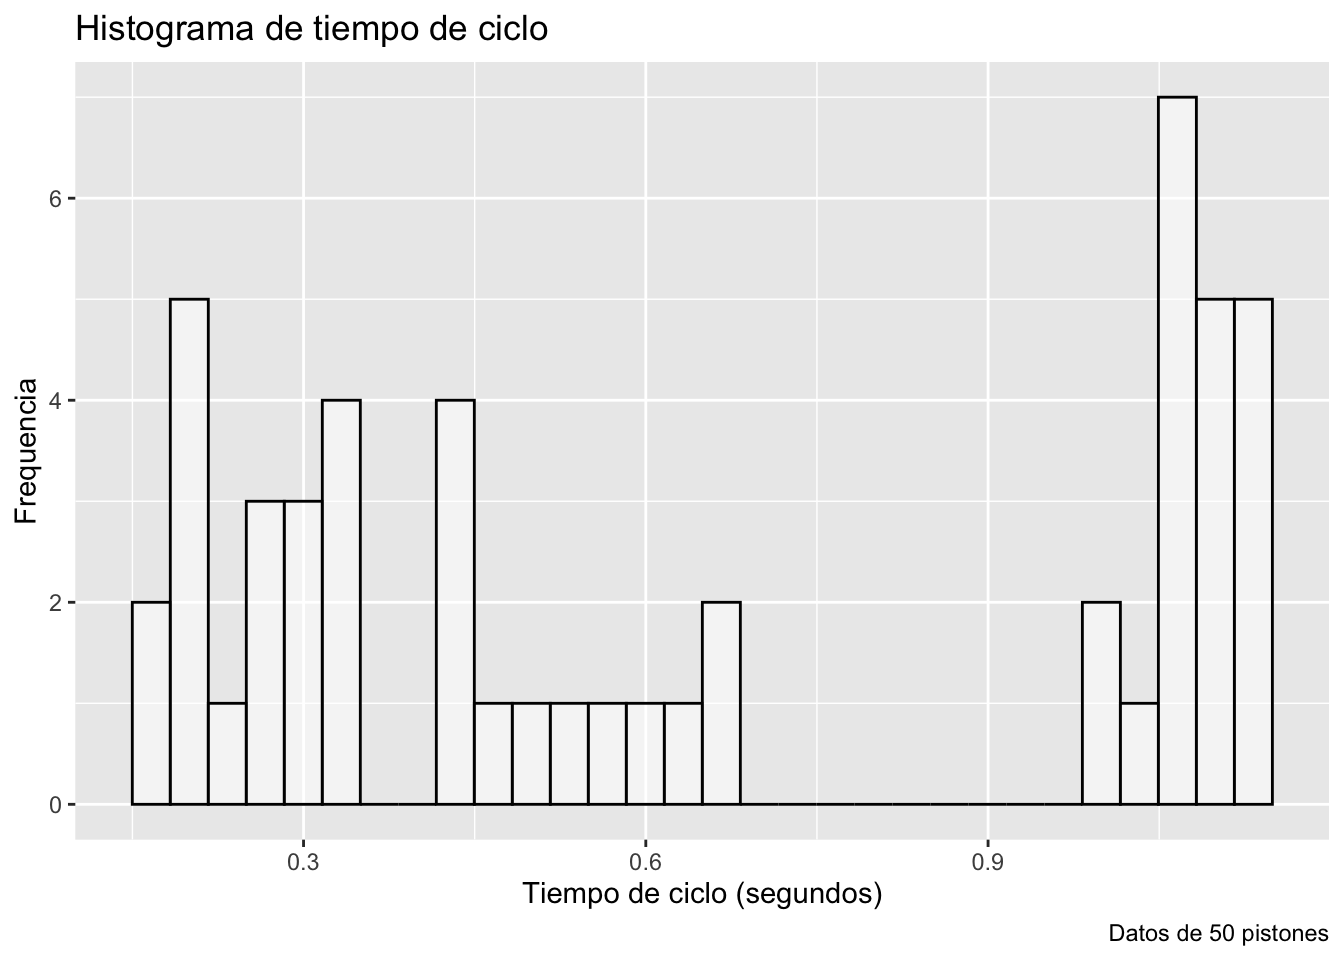 Histograma de tiempo de ciclo
Frequencia
6
4
2
0
0.3
0.6
0.9
Tiempo de ciclo (segundos)
Datos de 50 pistones